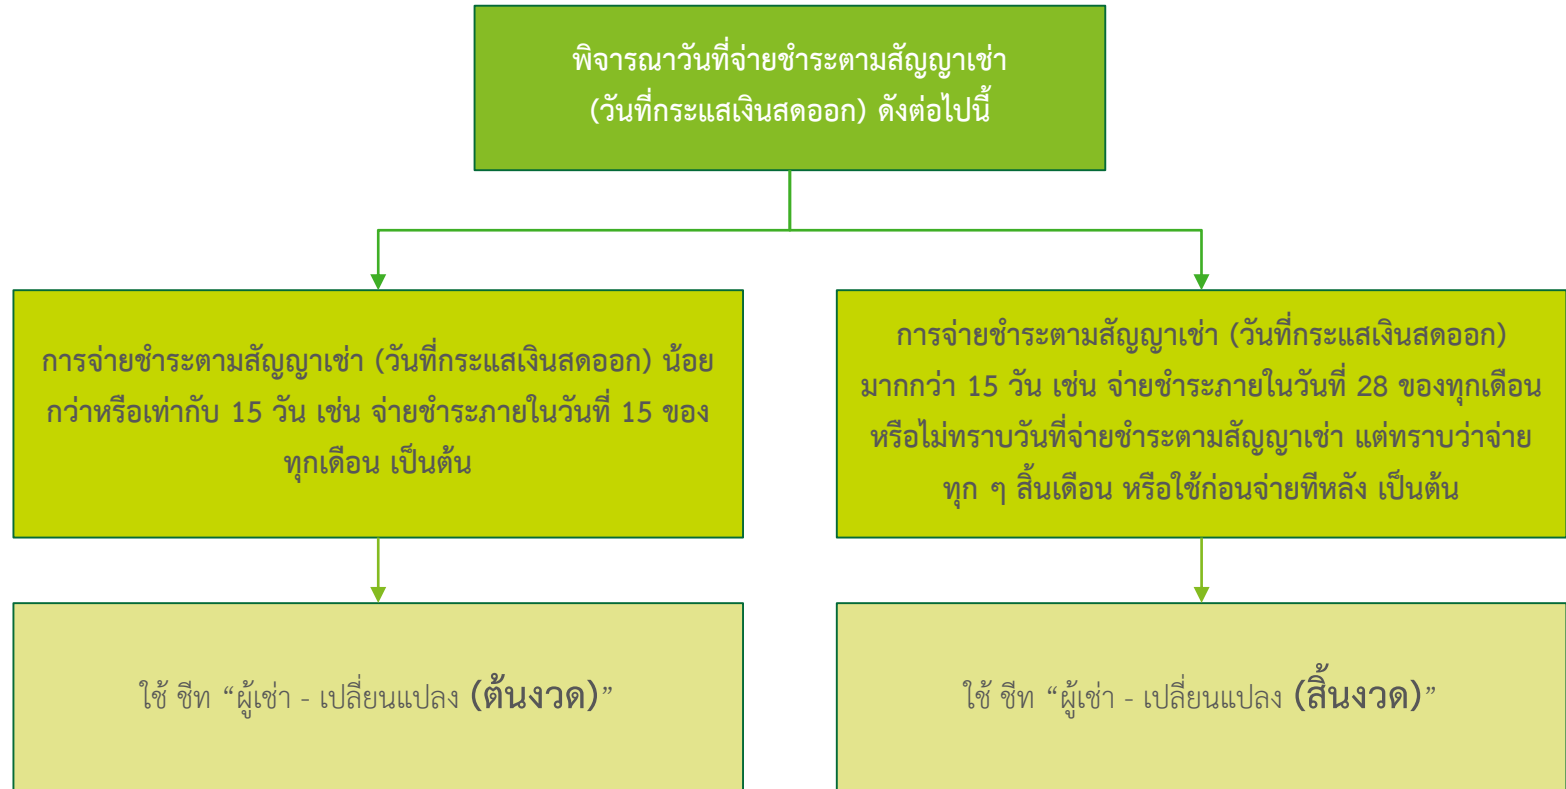 พิจารณาวันที่จ่ายชำระตามสัญญาเช่า
(วันที่กระแสเงินสดออก) ดังต่อไปนี้
การจ่ายชำระตามสัญญาเช่า (วันที่กระแสเงินสดออก) น้อย
กว่าหรือเท่ากับ 15 วัน เช่น จ่ายชำระภายในวันที่ 15 ของ
ทุกเดือน เป็นต้น
การจ่ายชำระตามสัญญาเช่า (วันที่กระแสเงินสดออก)
มากกว่า 15 วัน เช่น จ่ายชำระภายในวันที่ 28 ของทุกเดือน
หรือไม่ทราบวันที่จ่ายชำระตามสัญญาเช่า แต่ทราบว่าจ่าย
ทุก ๆ สิ้นเดือน หรือใช้ก่อนจ่ายทีหลัง เป็นต้น
ใช้ ชีท “ผู้เช่า - เปลี่ยนแปลง (ต้นงวด)”
ใช้ ชีท “ผู้เช่า - เปลี่ยนแปลง (สิ้นงวด)”